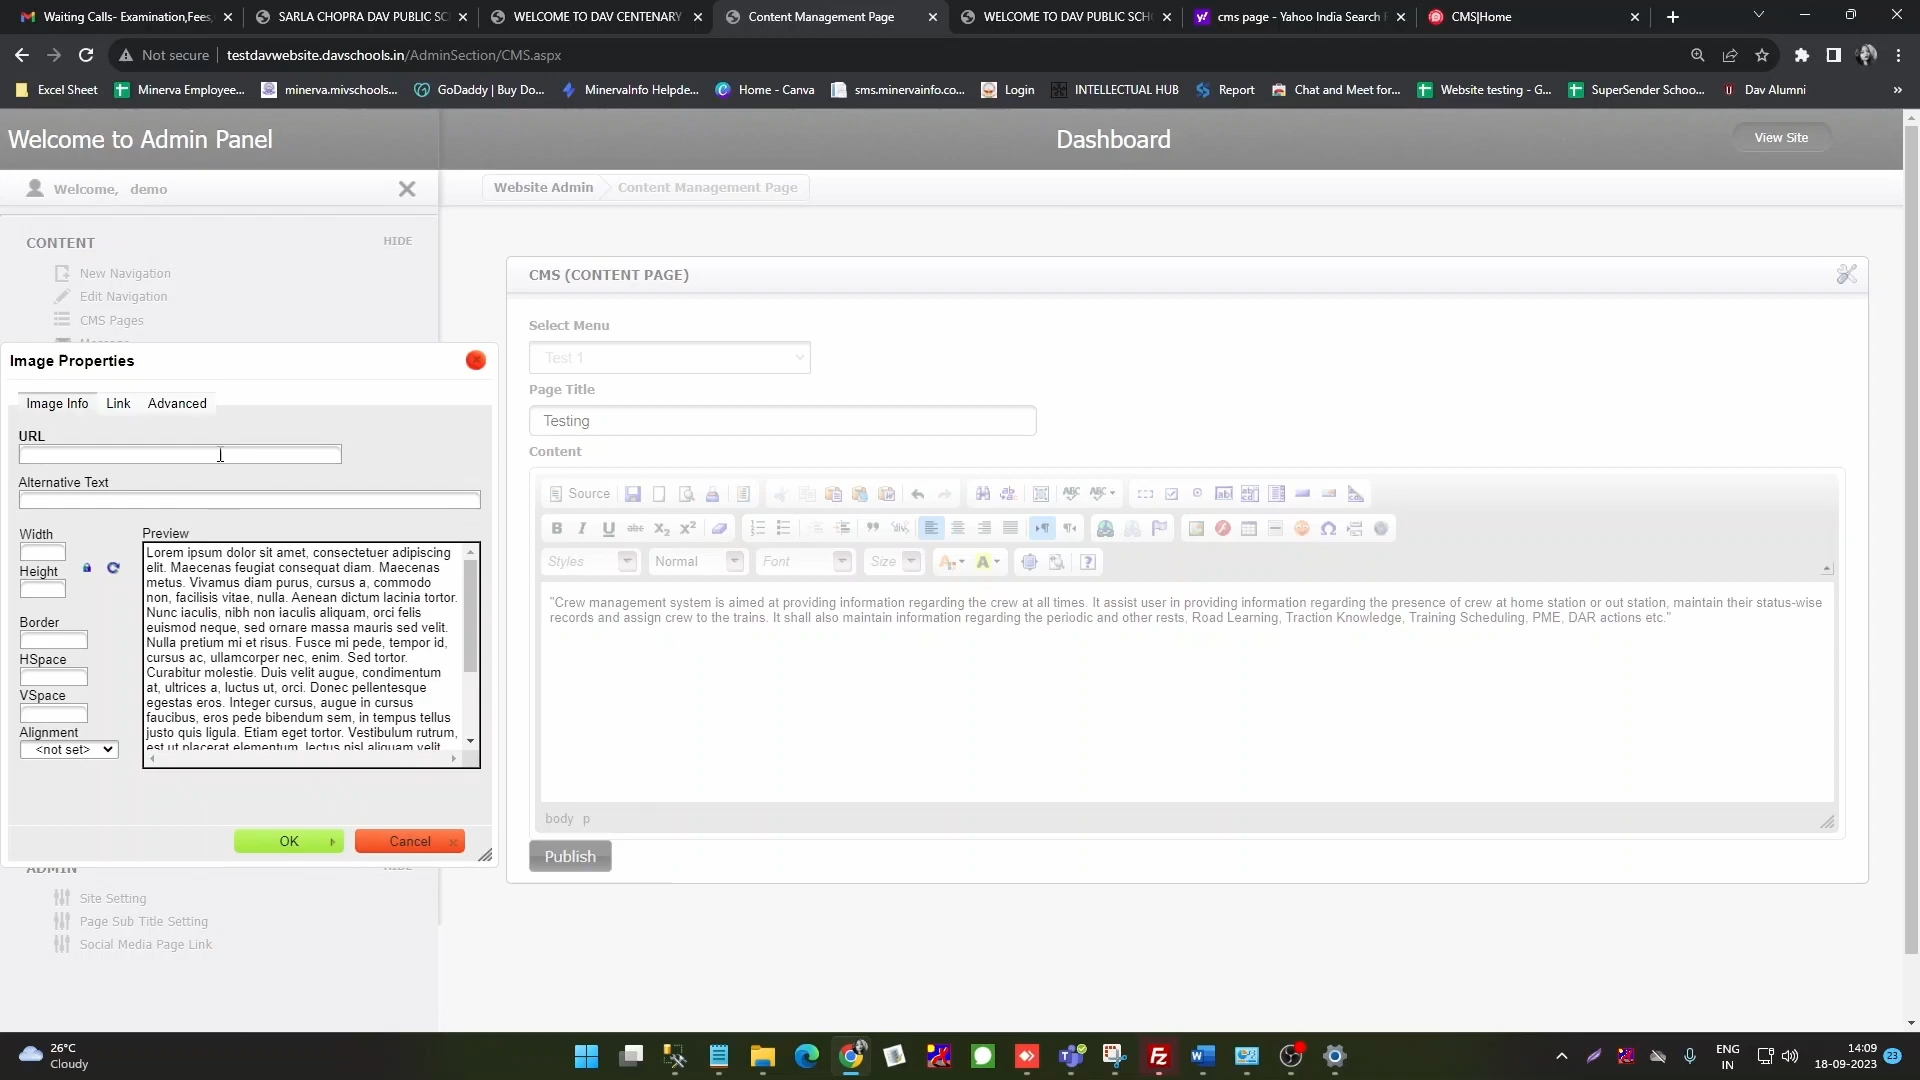 Waiting Calls- Examination,Fees,
SARLA CHOPRA DAV PUBLIC SC
WELCOME TO DAV CENTENARY
Content Management Page
WELCOME TO DAV PUBLIC SCH
cms page - Yahoo India Search
CMS|Home
Not secure
testdavwebsite.davschools.in/AdminSection/CMS.aspx
Excel Sheet
Minerva Employee...
minerva.mivschools...
GoDaddy | Buy Do...
MinervaInfo Helpde...
Home - Canva
sms.minervainfo.co...
Login
INTELLECTUAL HUB
Report
Chat and Meet for...
Website testing - G...
SuperSender Schoo...
Dav Alumni
»
Welcome to Admin Panel
Dashboard
View Site
Welcome, demo
Website Admin
Content Management Page
CONTENT
HIDE
New Navigation
Edit Navigation
CMS Pages
Image Properties
Image Info
Link
Advanced
URL
Alternative Text
Width
Height
Border
HSpace
VSpace
Alignment
<not set>
Preview
Lorem ipsum dolor sit amet, consectetuer adipiscing
elit. Maecenas feugiat consequat diam. Maecenas
metus. Vivamus diam purus, cursus a, commodo
non, facilisis vitae, nulla. Aenean dictum lacinia tortor.
Nunc iaculis, nibh non iaculis aliquam, orci felis
euismod neque, sed ornare massa mauris sed velit.
Nulla pretium mi et risus. Fusce mi pede, tempor id,
cursus ac, ullamcorper nec, enim. Sed tortor.
Curabitur molestie. Duis velit augue, condimentum
at, ultrices a, luctus ut, orci. Donec pellentesque
egestas eros. Integer cursus, augue in cursus
faucibus, eros pede bibendum sem, in tempus tellus
justo quis ligula. Etiam eget tortor. Vestibulum rutrum,
est ut placerat elementum, lectus nisl aliquam velit,
OK
Cancel
CMS (CONTENT PAGE)
Select Menu
Test 1
Page Title
Testing
Content
Source
Styles
Normal
Font
Size
"Crew management system is aimed at providing information regarding the crew at all times. It assist user in providing information regarding the presence of crew at home station or out station, maintain their status-wise
records and assign crew to the trains. It shall also maintain information regarding the periodic and other rests, Road Learning, Traction Knowledge, Training Scheduling, PME, DAR actions etc."
body p
Publish
ADMIN
HIDE
Site Setting
Page Sub Title Setting
Social Media Page Link
26°C
Cloudy
ENG
IN
14:09
18-09-2023
23